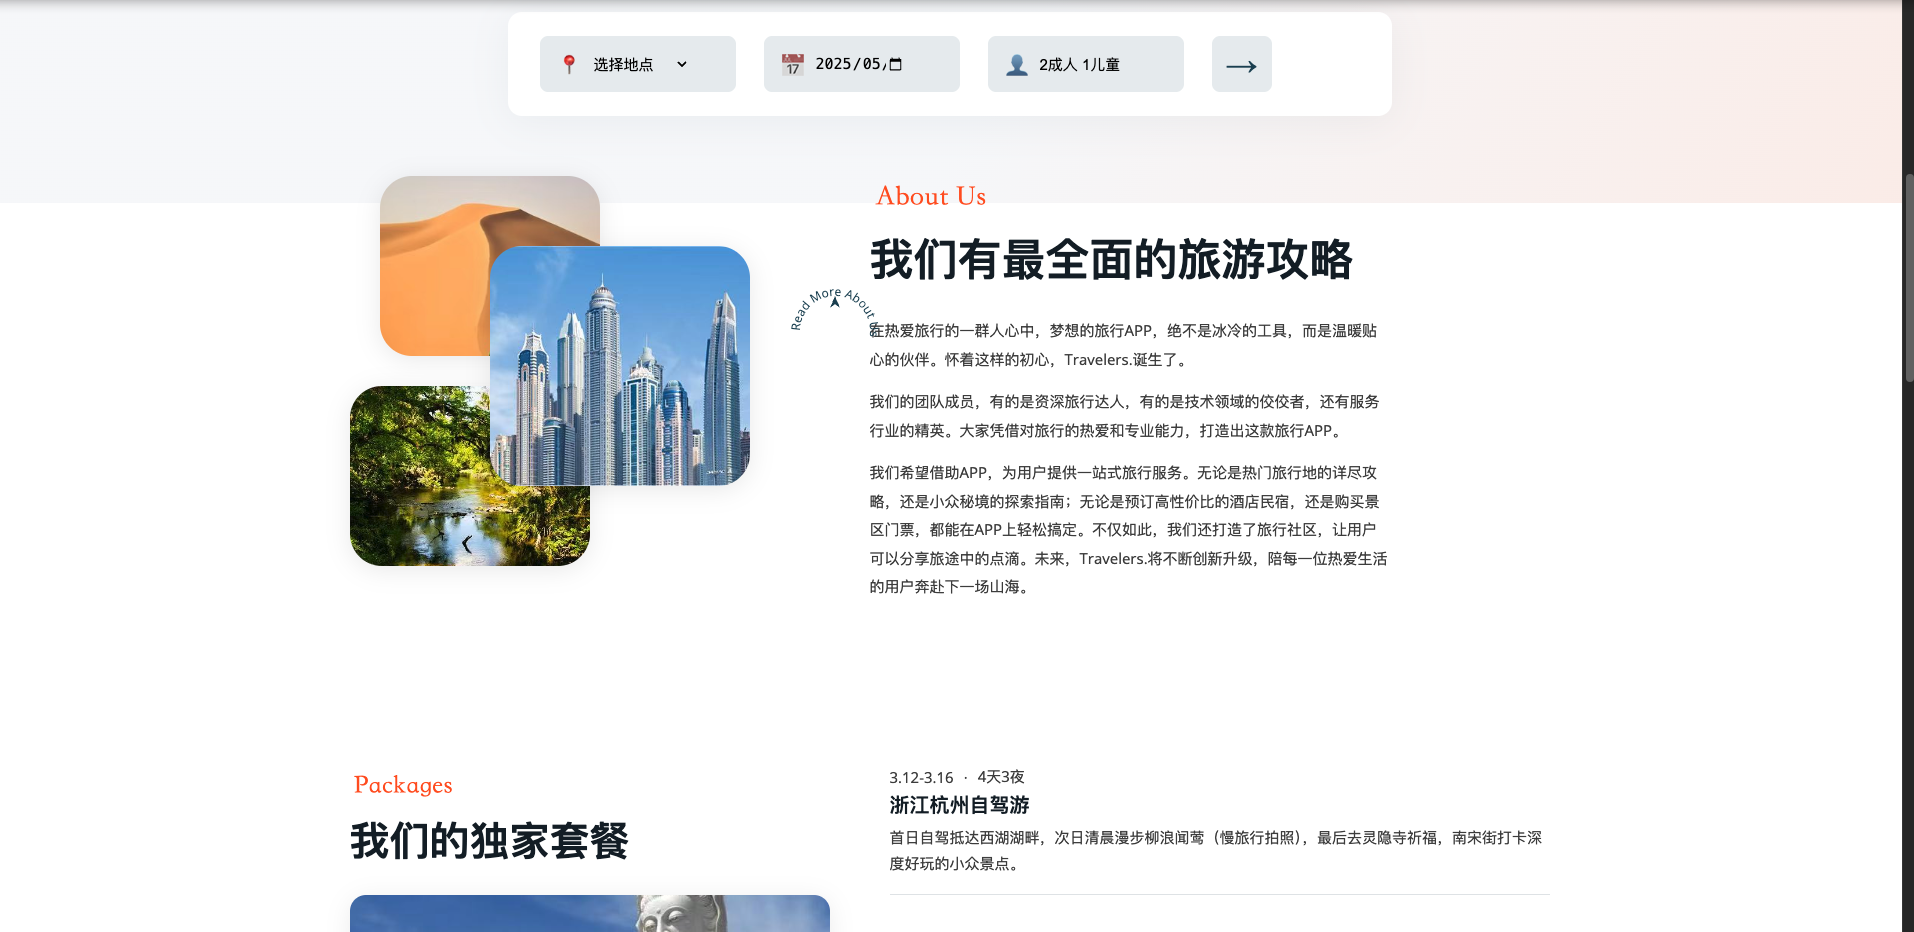 选择地点
2025/05/
2成人 1儿童
About Us
我们有最全面的旅游攻略
Read More About
在热爱旅行的一群人心中，梦想的旅行APP，绝不是冰冷的工具，而是温暖贴
心的伙伴。怀着这样的初心，Travelers.诞生了。
我们的团队成员，有的是资深旅行达人，有的是技术领域的佼佼者，还有服务
行业的精英。大家凭借对旅行的热爱和专业能力，打造出这款旅行APP。
我们希望借助APP，为用户提供一站式旅行服务。无论是热门旅行地的详尽攻
略，还是小众秘境的探索指南；无论是预订高性价比的酒店民宿，还是购买景
区门票，都能在APP上轻松搞定。不仅如此，我们还打造了旅行社区，让用户
可以分享旅途中的点滴。未来，Travelers.将不断创新升级，陪每一位热爱生活
的用户奔赴下一场山海。
Packages
我们的独家套餐
3.12-3.16 · 4天3夜
浙江杭州自驾游
首日自驾抵达西湖湖畔，次日清晨漫步柳浪闻莺（慢旅行拍照），最后去灵隐寺祈福，南宋街打卡深
度好玩的小众景点。